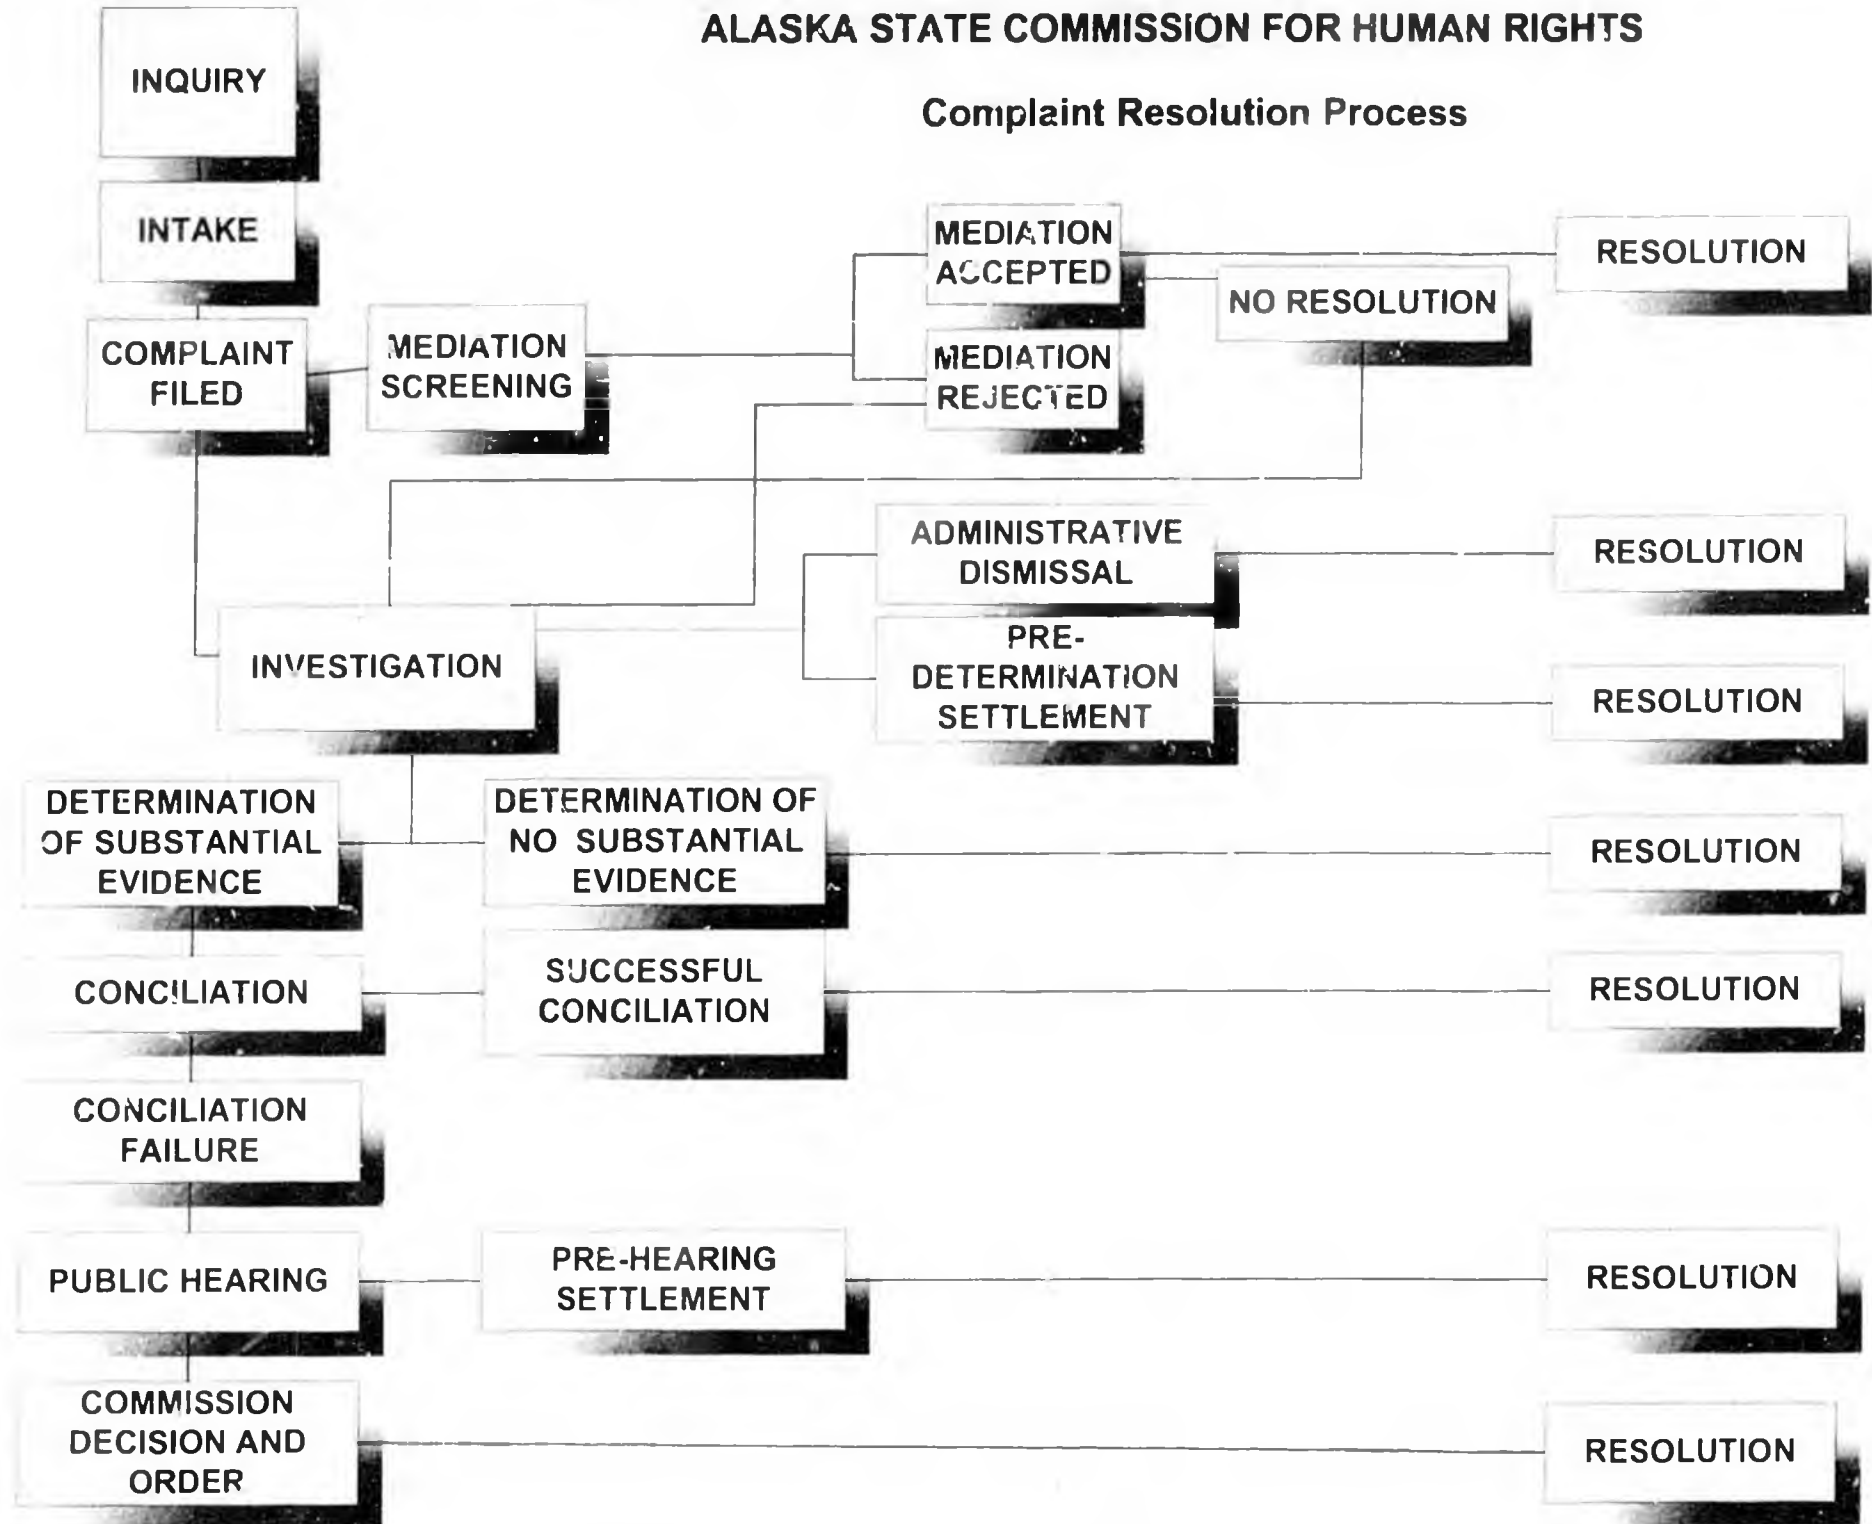 ALASKA STATE COMMISSION FOR HUMAN RIGHTS
Complaint Resolution Process
INQUIRY
INTAKE
COMPLAINT
FILED
MEDIATION
SCREENING
MEDIATION
ACCEPTED
RESOLUTION
NO RESOLUTION
MEDIATION
REJECTED
ADMINISTRATIVE
DISMISSAL
RESOLUTION
INVESTIGATION
PRE-
DETERMINATION
SETTLEMENT
RESOLUTION
DETERMINATION
OF SUBSTANTIAL
EVIDENCE
DETERMINATION OF
NO SUBSTANTIAL
EVIDENCE
RESOLUTION
CONCILIATION
SUCCESSFUL
CONCILIATION
RESOLUTION
CONCILIATION
FAILURE
PUBLIC HEARING
PRE-HEARING
SETTLEMENT
RESOLUTION
COMMISSION
DECISION AND
ORDER
RESOLUTION